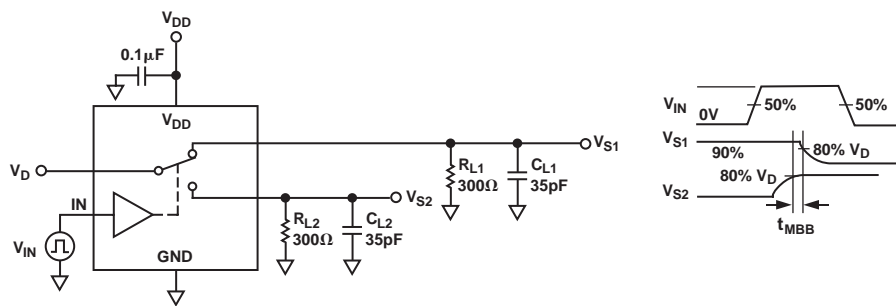 VDD
0.1µF
VDD
VS1
VD
RL1
300Ω
CL1
35pF
VS2
IN
RL2
300Ω
CL2
35pF
VIN
GND
VIN
0V
50%
50%
VS1
90%
80% VD
80% VD
VS2
tMBB